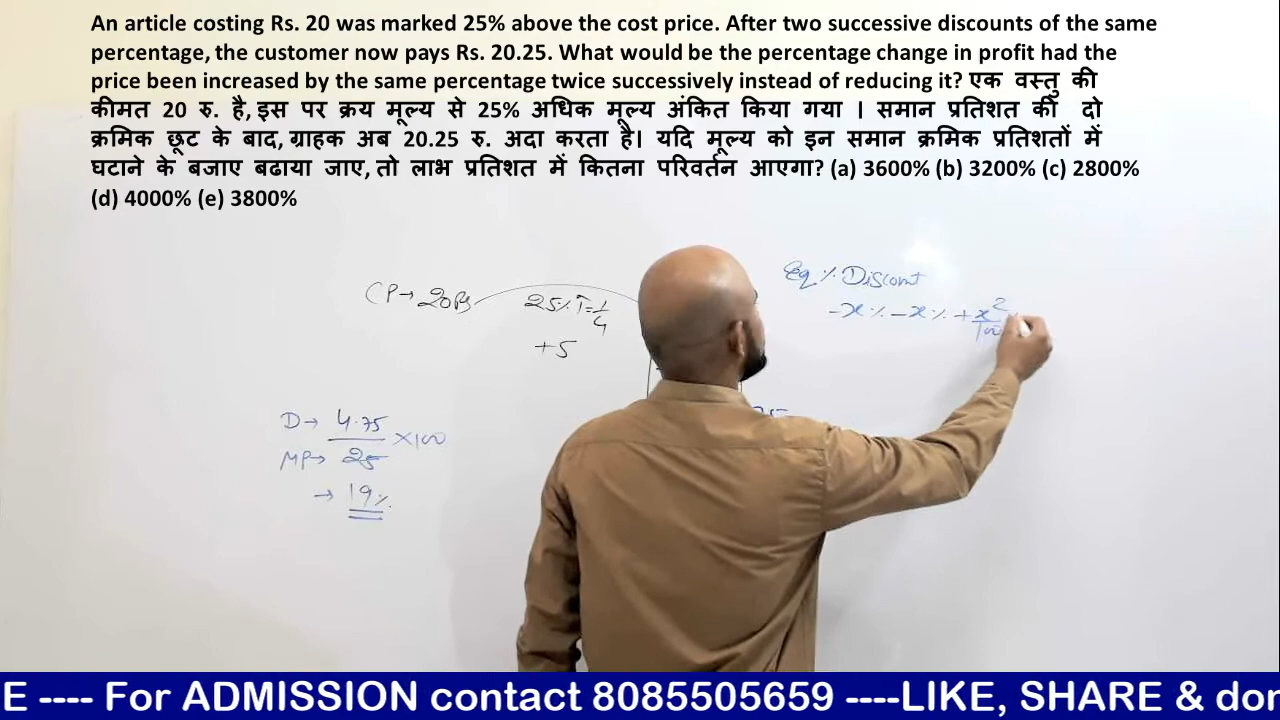 An article costing Rs. 20 was marked 25% above the cost price. After two successive discounts of the same
percentage, the customer now pays Rs. 20.25. What would be the percentage change in profit had the
price been increased by the same percentage twice successively instead of reducing it? एक वस्तु की
कीमत 20 रु. है, इस पर क्रय मूल्य से 25% अधिक मूल्य अंकित किया गया । समान प्रतिशत की दो
क्रमिक छूट के बाद, ग्राहक अब 20.25 रु. अदा करता है। यदि मूल्य को इन समान क्रमिक प्रतिशतों में
घटाने के बजाए बढाया जाए, तो लाभ प्रतिशत में कितना परिवर्तन आएगा? (a) 3600% (b) 3200% (c) 2800%
(d) 4000% (e) 3800%
Eq % Discount
-x% -x% + x²/100
CP→ 20Rs 25% ↑ = 1/4
+5
D→ 4.75
MP→ 25 ×100
→ 19%
E ---- For ADMISSION contact 8085505659 ----LIKE, SHARE & don